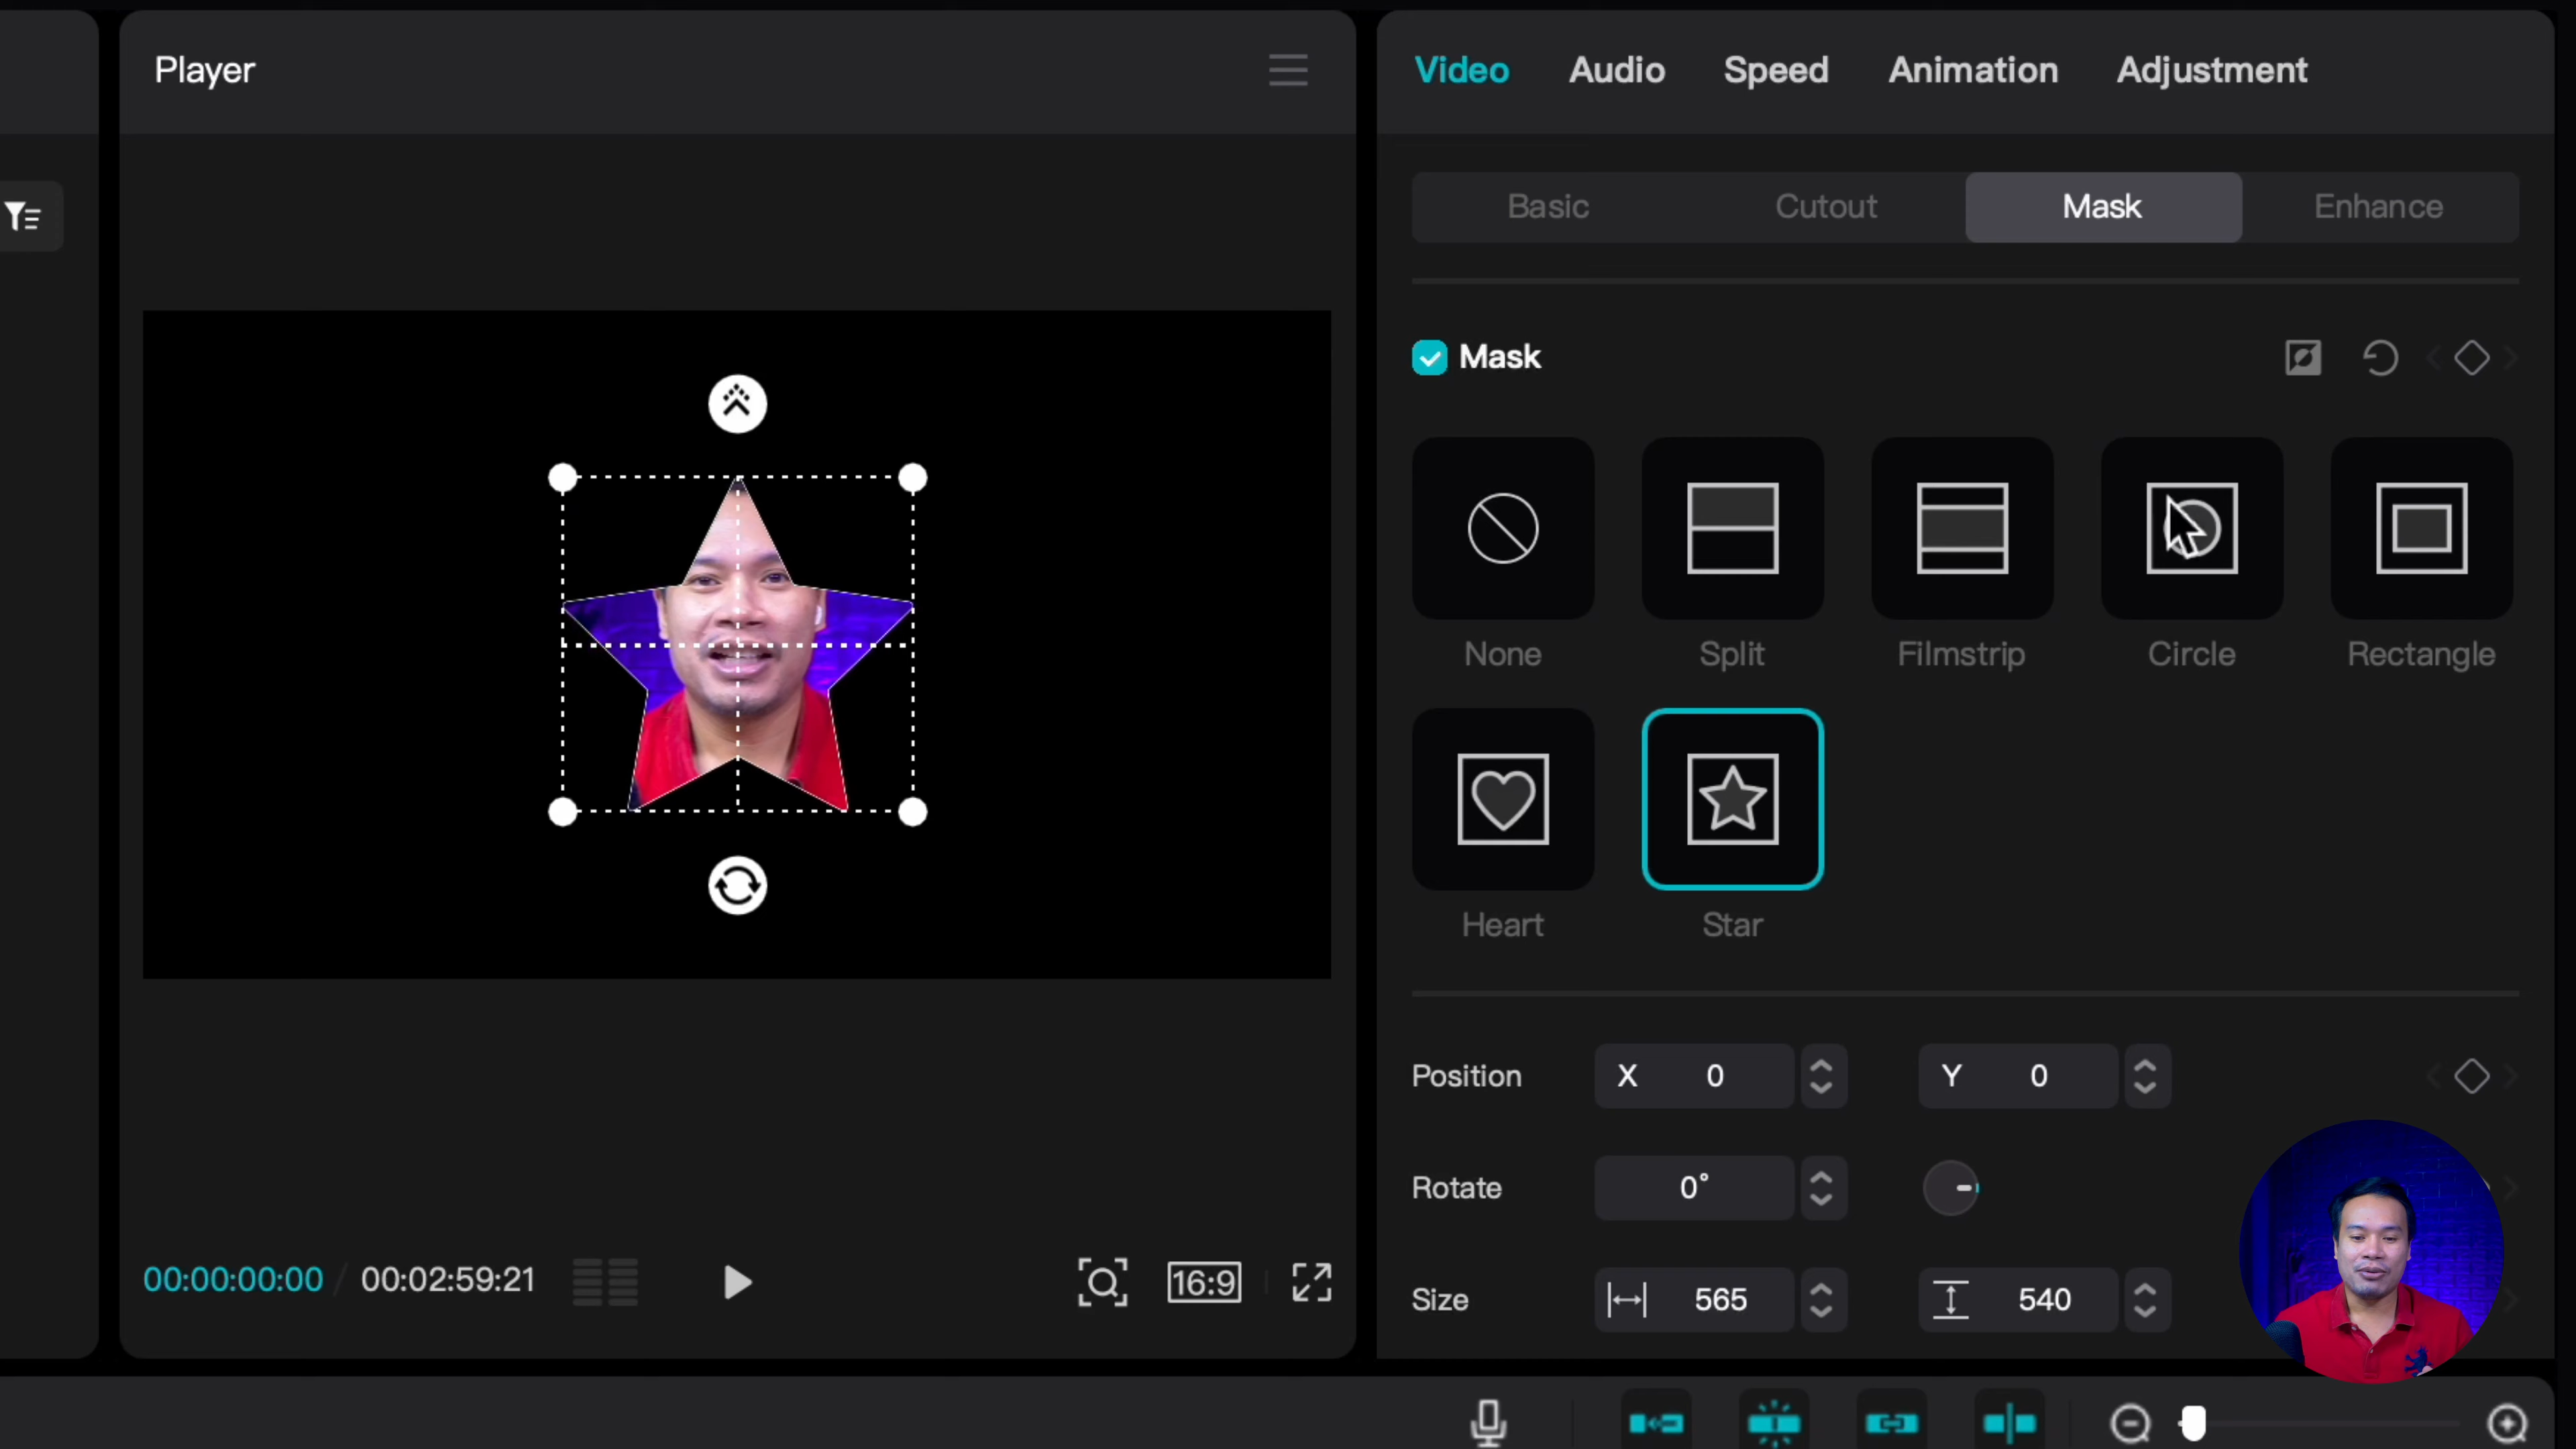 Player
Video Audio Speed Animation Adjustment
Basic Cutout Mask Enhance
Mask
None Split Filmstrip Circle Rectangle
Heart Star
Position X 0 Y 0
Rotate 0°
Size 565 540
00:00:00:00 / 00:02:59:21 16:9